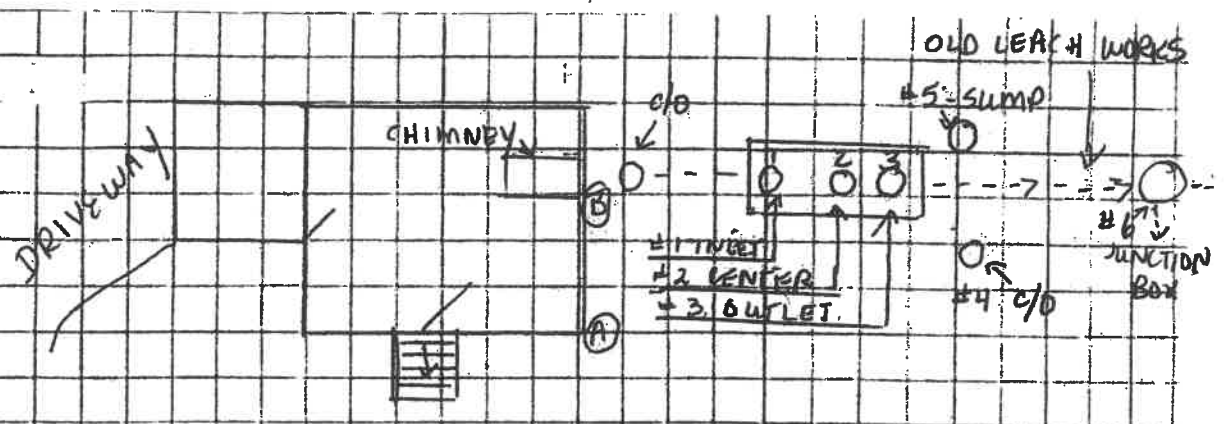 OLD LEACH WORKS
C/O
#5-SUMP
CHIMNEY
1 2 3
DRIVEWAY
B
#6
JUNCTION
BOX
#1 INLET
#2 CENTER
#3. OUTLET.
#4 C/O
A